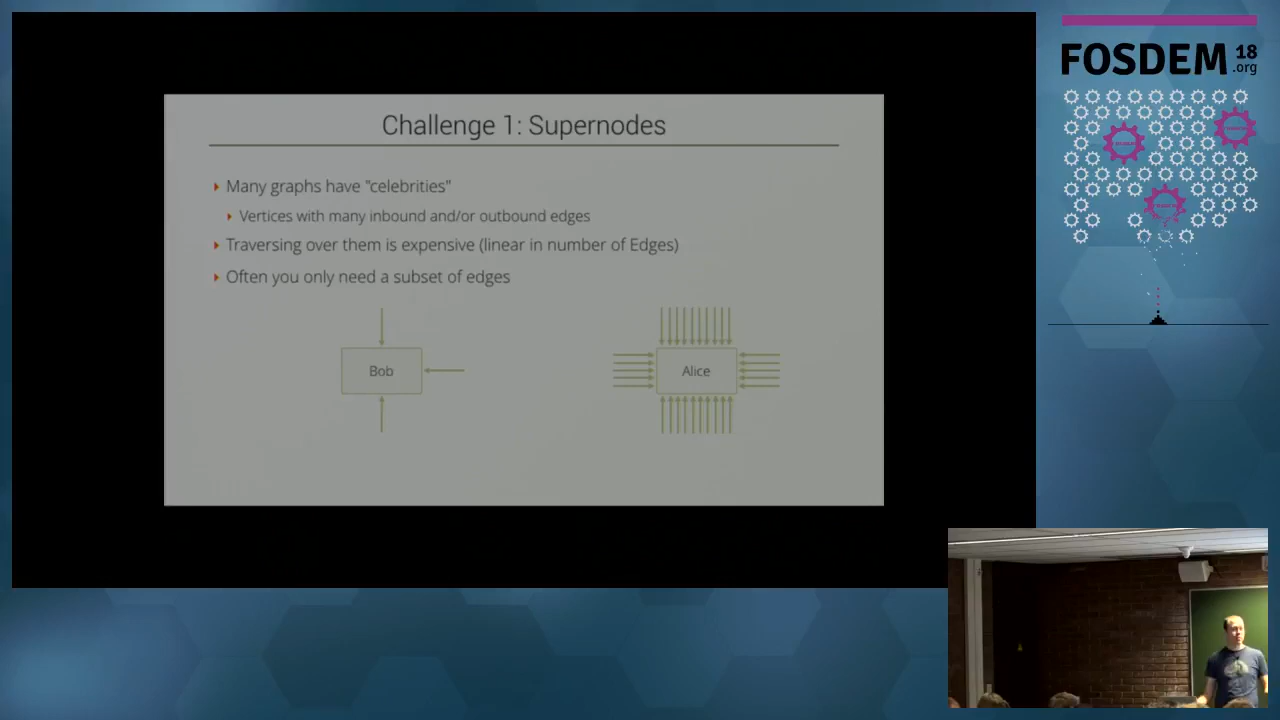 Challenge 1: Supernodes
Many graphs have "celebrities"
Vertices with many inbound and/or outbound edges
Traversing over them is expensive (linear in number of Edges)
Often you only need a subset of edges
Bob
Alice
FOSDEM 18
.org